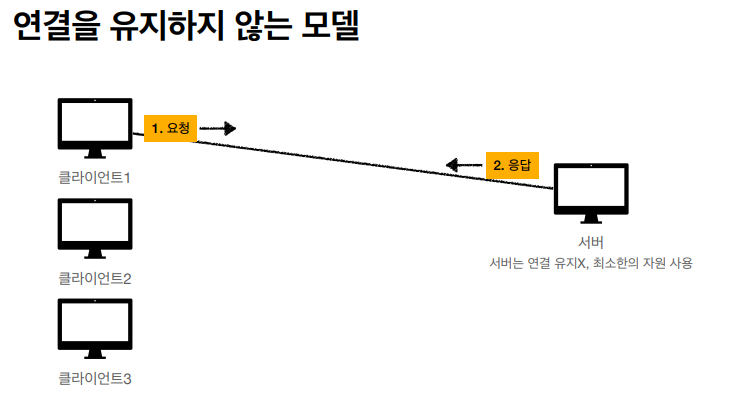 연결을 유지하지 않는 모델
1. 요청
클라이언트1
2. 응답
서버
서버는 연결 유지X, 최소한의 자원 사용
클라이언트2
클라이언트3